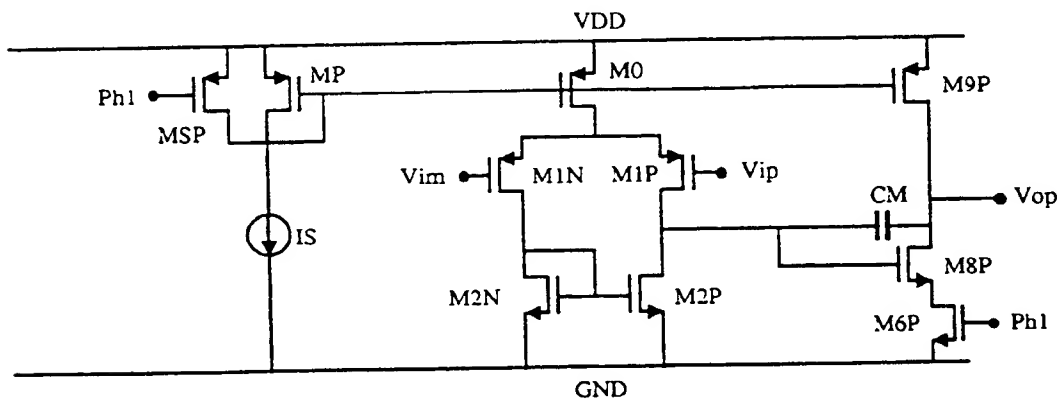 VDD
MP
M0
Ph1
M9P
MSP
Vim
M1N
M1P
Vip
CM
Vop
IS
M8P
M2N
M2P
M6P
Ph1
GND